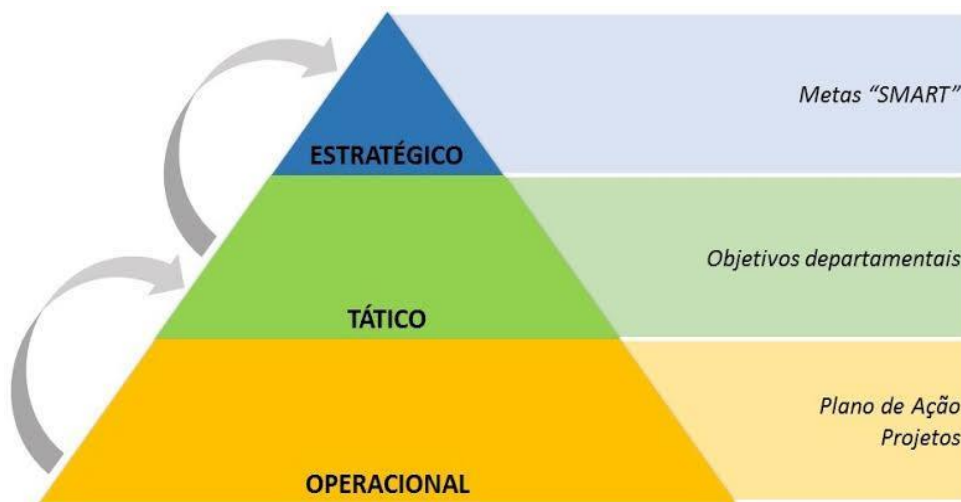 Metas “SMART”
ESTRATÉGICO
Objetivos departamentais
TÁTICO
Plano de Ação
Projetos
OPERACIONAL